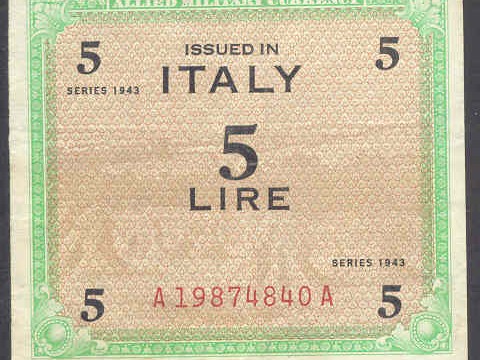 ALLIED MILITARY CURRENCY
5 ISSUED IN 5
SERIES 1943 ITALY
5
LIRE
SERIES 1943
5 A19874840A 5